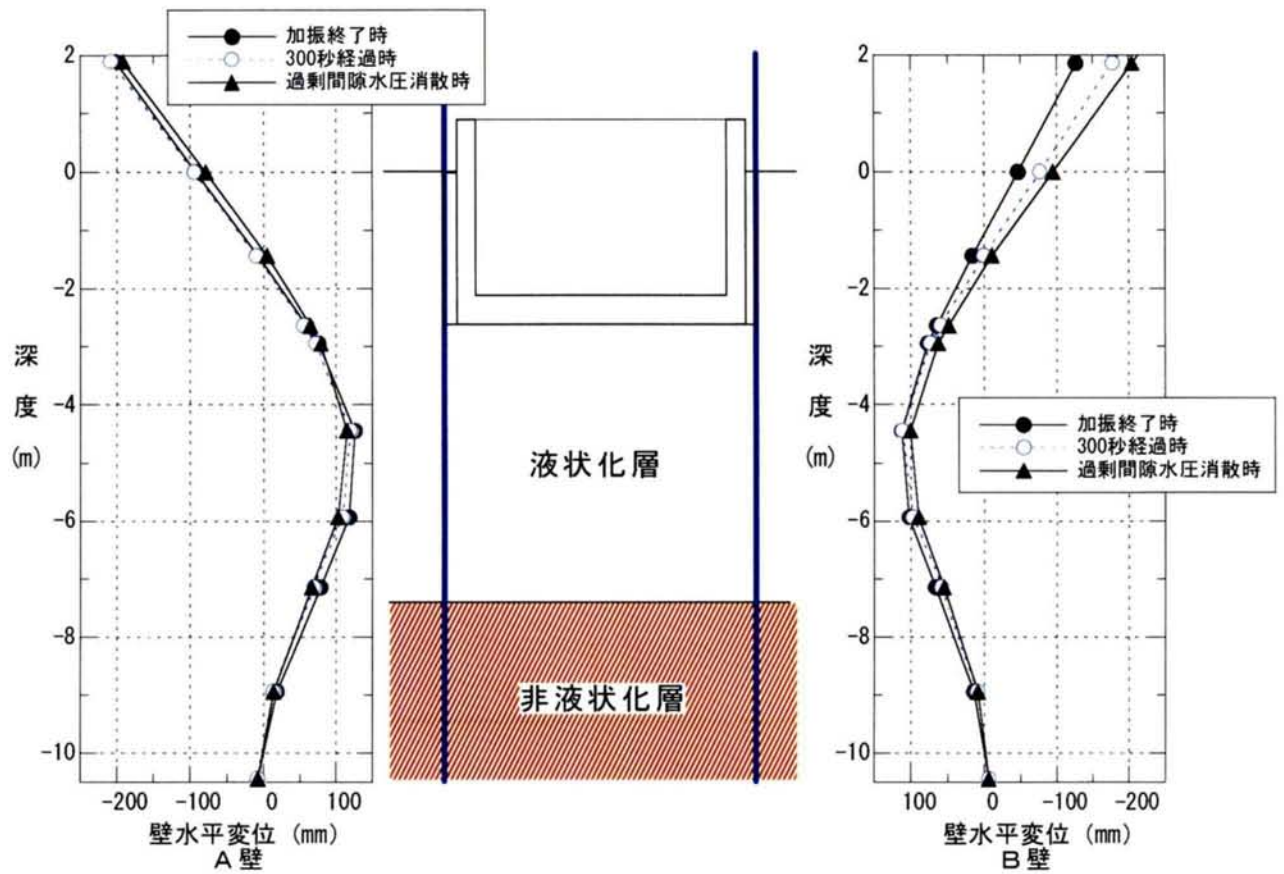 加振終了時
300秒経過時
過剰間隙水圧消散時
2
0
-2
-4
-6
-8
-10
深
度
(m)
-200 -100 0 100
壁水平変位 (mm)
A壁
液状化層
非液状化層
2
0
-2
-4
-6
-8
-10
深
度
(m)
加振終了時
300秒経過時
過剰間隙水圧消散時
100 0 -100 -200
壁水平変位 (mm)
B壁